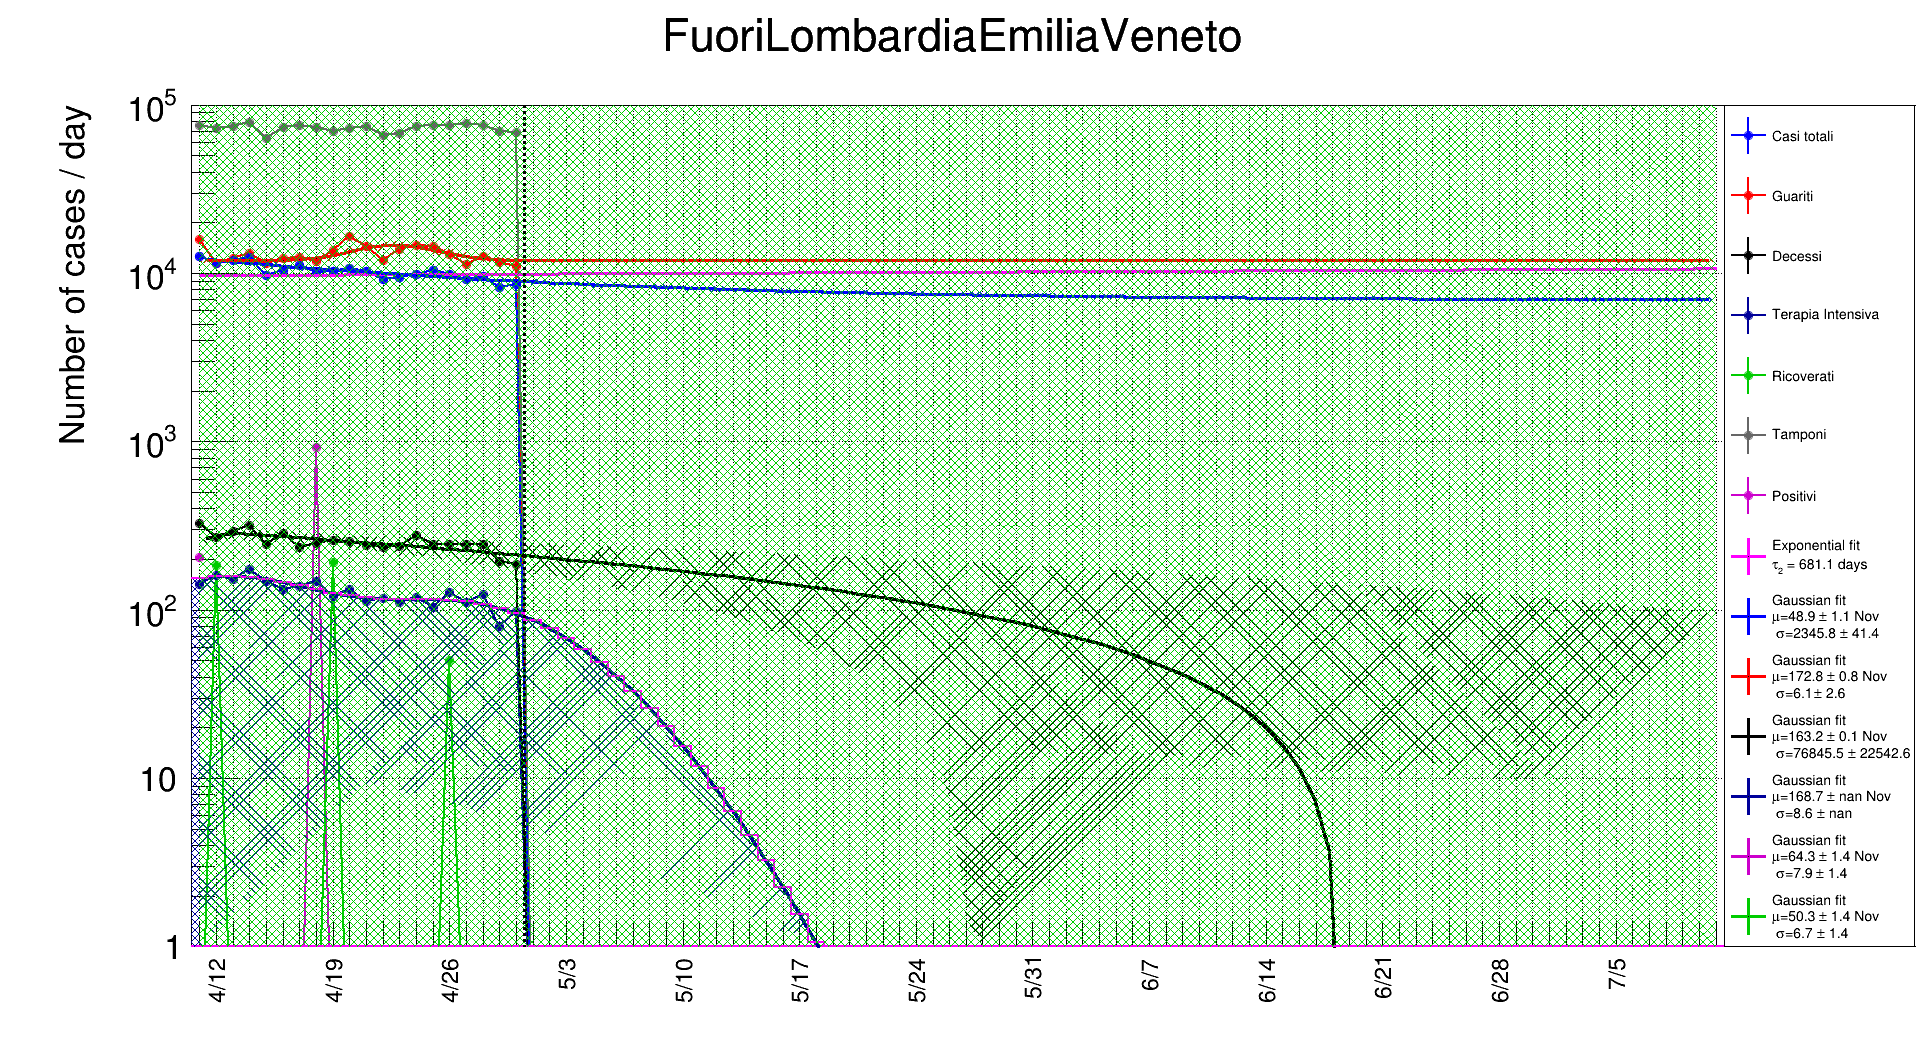 FuoriLombardiaEmiliaVeneto
Number of cases / day
10^5
10^4
10^3
10^2
10
1
4/12
4/19
4/26
5/3
5/10
5/17
5/24
5/31
6/7
6/14
6/21
6/28
7/5
Casi totali
Guariti
Decessi
Terapia Intensiva
Ricoverati
Tamponi
Positivi
Exponential fit
τ₂ = 681.1 days
Gaussian fit
μ=48.9 ± 1.1 Nov
σ=2345.8 ± 41.4
Gaussian fit
μ=172.8 ± 0.8 Nov
σ=6.1 ± 2.6
Gaussian fit
μ=163.2 ± 0.1 Nov
σ=76845.5 ± 22542.6
Gaussian fit
μ=168.7 ± nan Nov
σ=8.6 ± nan
Gaussian fit
μ=64.3 ± 1.4 Nov
σ=7.9 ± 1.4
Gaussian fit
μ=50.3 ± 1.4 Nov
σ=6.7 ± 1.4